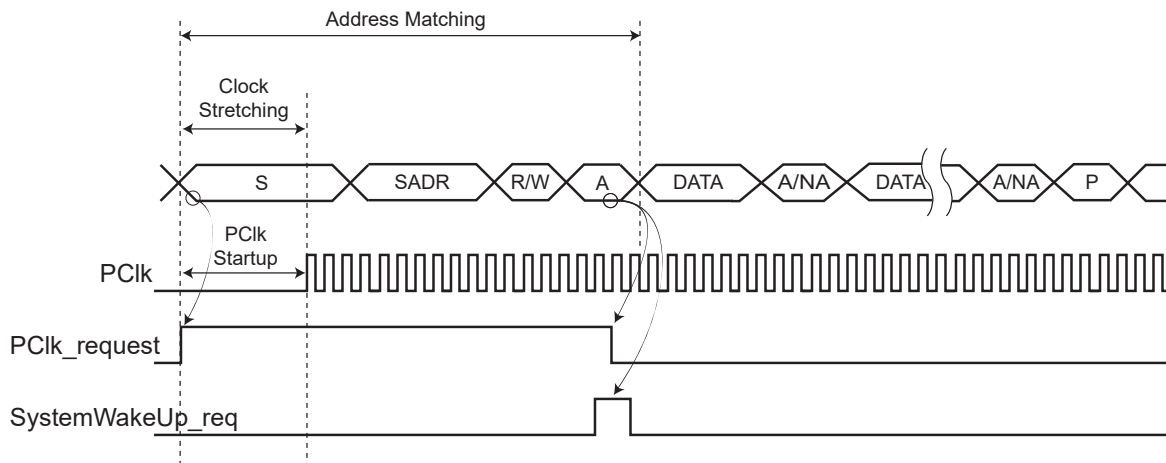 Address Matching
Clock
Stretching
S
SADR
R/W
A
DATA
A/NA
DATA
A/NA
P
PClk
Startup
PClk
PClk_request
SystemWakeUp_req